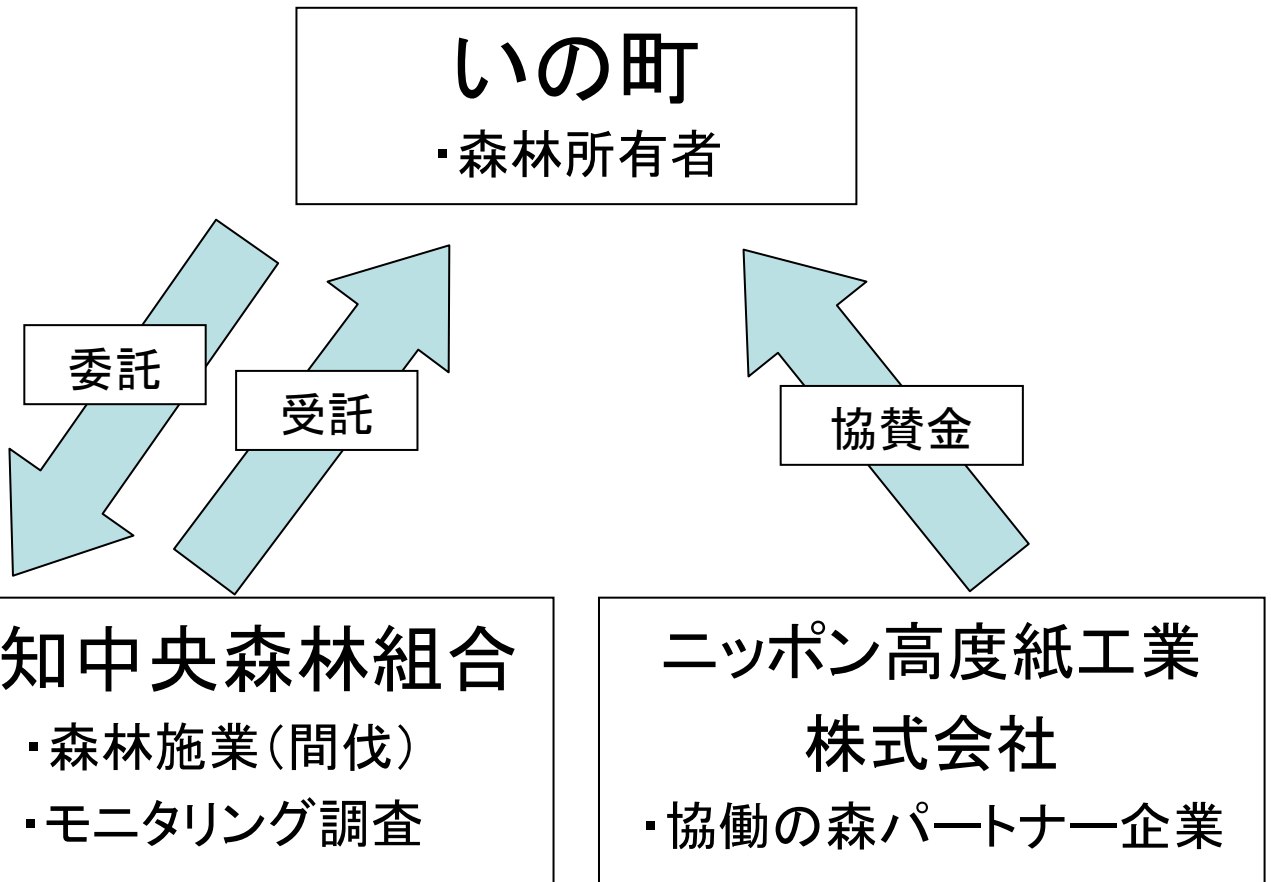 いの町
・森林所有者
委託
受託
協賛金
知中央森林組合
・森林施業（間伐）
・モニタリング調査
ニッポン高度紙工業
株式会社
・協働の森パートナー企業